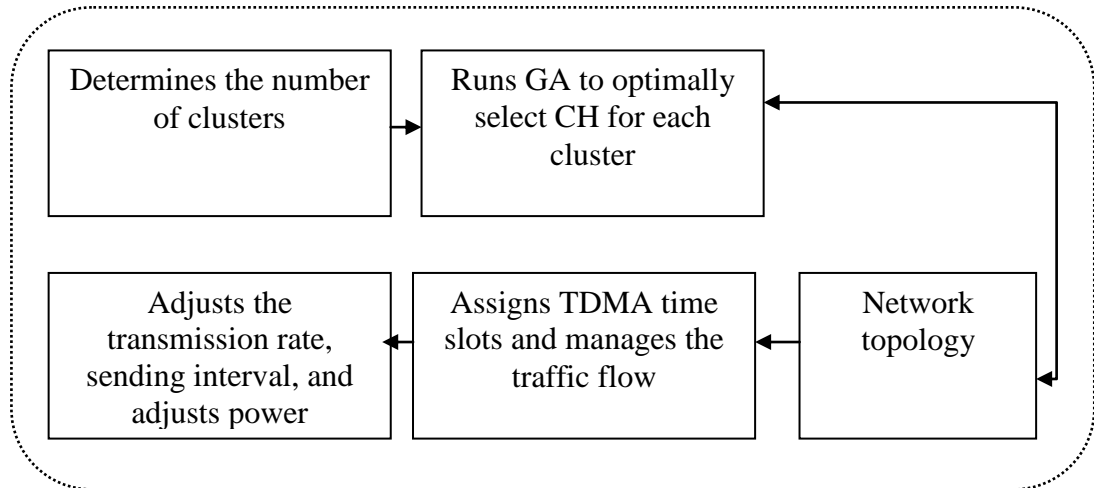 Determines the number
of clusters
Runs GA to optimally
select CH for each
cluster
Adjusts the
transmission rate,
sending interval, and
adjusts power
Assigns TDMA time
slots and manages the
traffic flow
Network
topology